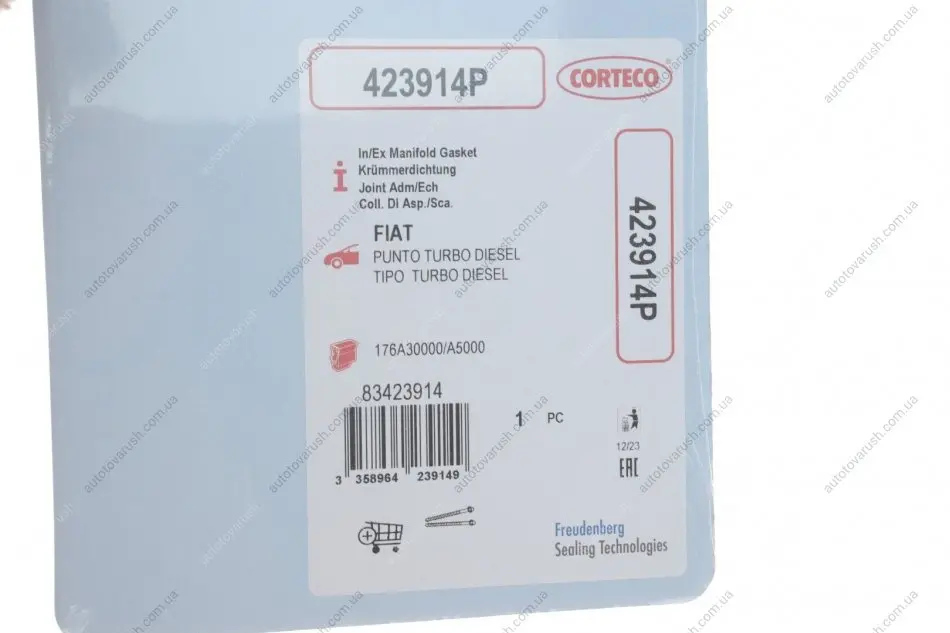 423914P
CORTECO
In/Ex Manifold Gasket
Krümmerdichtung
Joint Adm/Ech
Coll. Di Asp./Sca.
FIAT
PUNTO TURBO DIESEL
TIPO TURBO DIESEL
423914P
176A30000/A5000
83423914
1 PC
3 358964 239149
12/23
EAC
Freudenberg
Sealing Technologies
autotovarush.com.ua